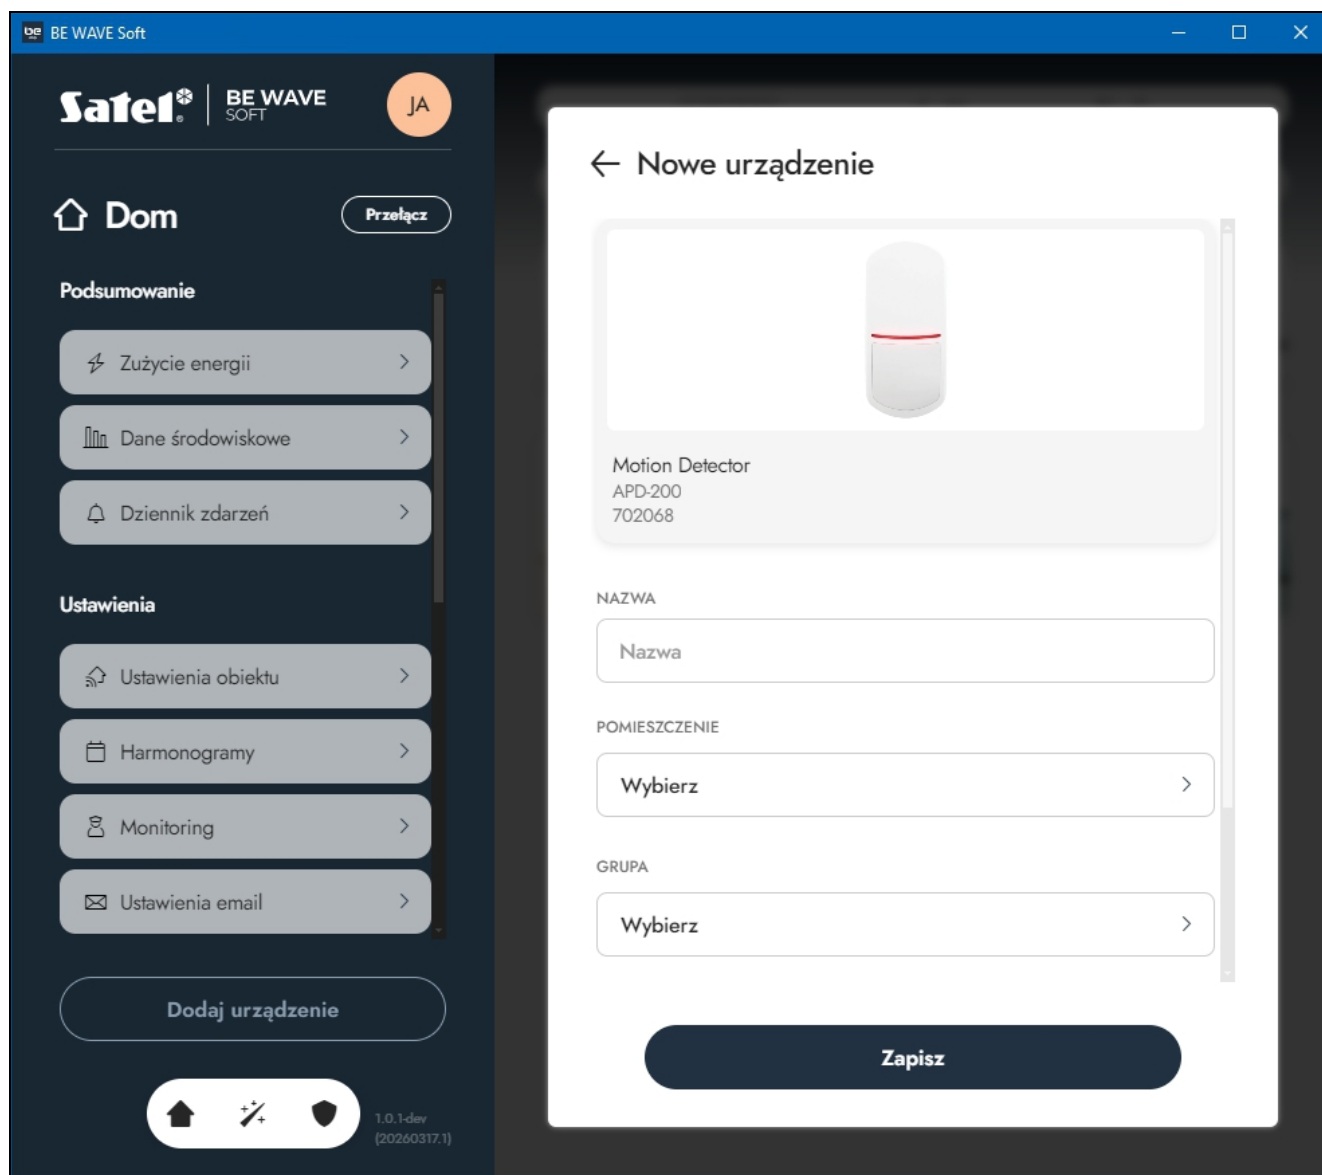 be
BE WAVE Soft
Satel
BE WAVE
SOFT
JA
Dom
Przełącz
Podsumowanie
Zużycie energii
Dane środowiskowe
Dziennik zdarzeń
Ustawienia
Ustawienia obiektu
Harmonogramy
Monitoring
Ustawienia email
Dodaj urządzenie
1.0.1-dev
(20260317.1)
Nowe urządzenie
Motion Detector
APD-200
702068
NAZWA
Nazwa
POMIESZCZENIE
Wybierz
GRUPA
Wybierz
Zapisz